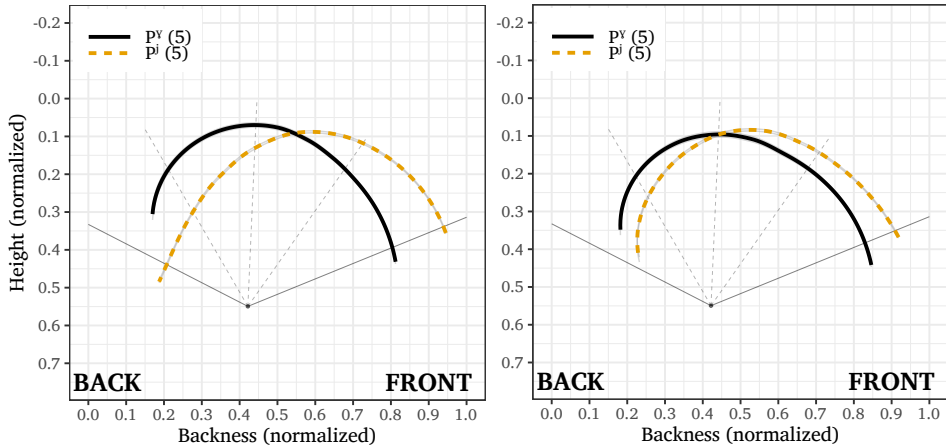 Pˠ (5)
Pʲ (5)
-0.2
-0.1
0.0
0.1
0.2
0.3
0.4
0.5
0.6
0.7
Height (normalized)
BACK FRONT
0.0 0.1 0.2 0.3 0.4 0.5 0.6 0.7 0.8 0.9 1.0
Backness (normalized)
Pˠ (5)
Pʲ (5)
-0.2
-0.1
0.0
0.1
0.2
0.3
0.4
0.5
0.6
0.7
BACK FRONT
0.0 0.1 0.2 0.3 0.4 0.5 0.6 0.7 0.8 0.9 1.0
Backness (normalized)